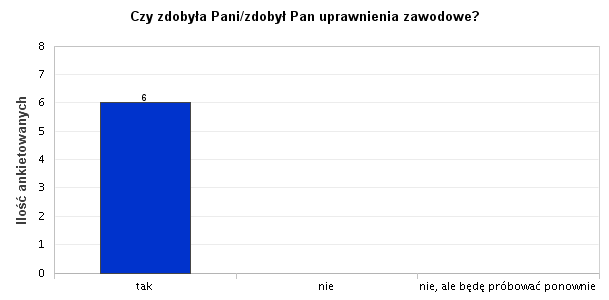 Czy zdobyła Pani/zdobył Pan uprawnienia zawodowe?
Ilość ankietowanych
8
7
6
5
4
3
2
1
0
6
tak
nie
nie, ale będę próbować ponownie